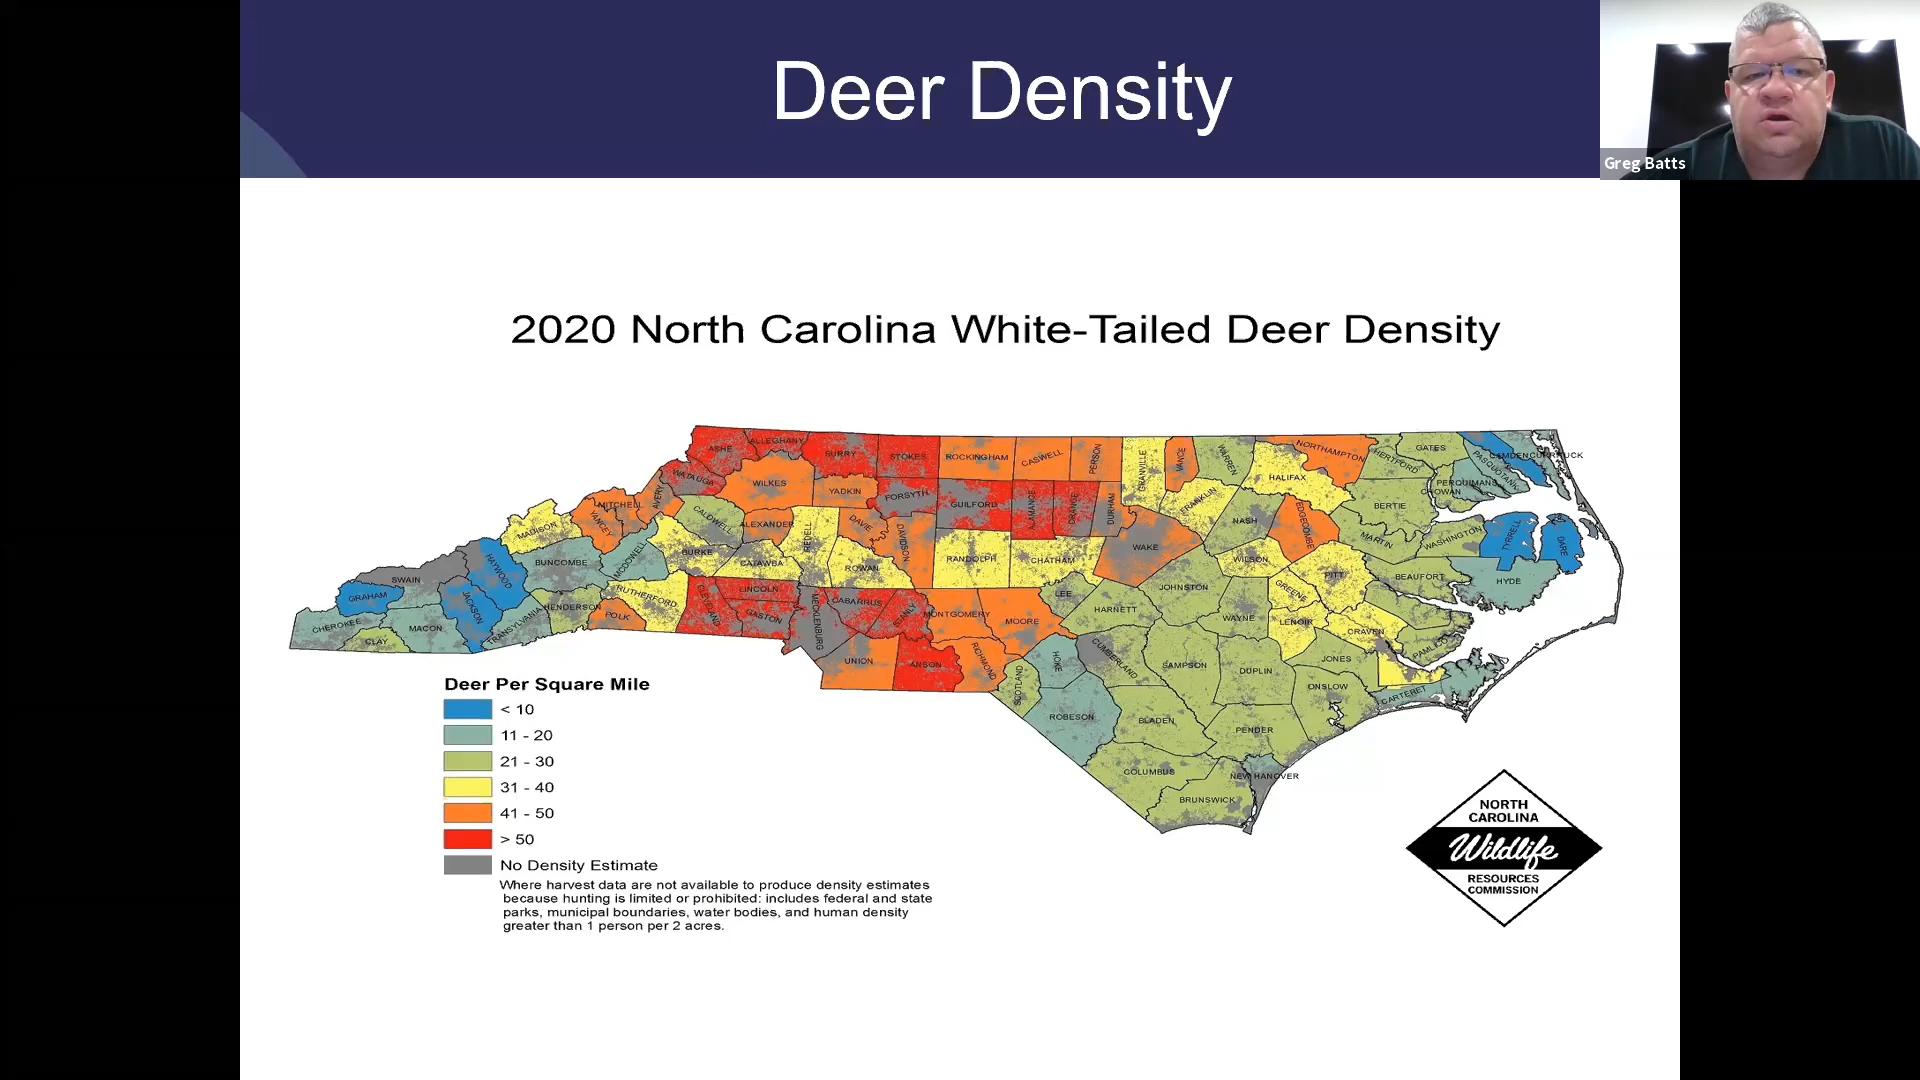 Deer Density
Greg Batts
2020 North Carolina White-Tailed Deer Density
ASHE
ALLEGHANY
SURRY
STOKES
ROCKINGHAM
CASWELL
PERSON
GRANVILLE
VANCE
WARREN
NORTHAMPTON
HERTFORD
GATES
CAMDEN
CURRITUCK
PASQUOTANK
PERQUIMANS
CHOWAN
WATAUGA
WILKES
YADKIN
FORSYTH
GUILFORD
ALAMANCE
ORANGE
DURHAM
FRANKLIN
HALIFAX
BERTIE
MITCHELL
AVERY
YANCEY
MADISON
CALDWELL
ALEXANDER
IREDELL
DAVIE
DAVIDSON
RANDOLPH
CHATHAM
WAKE
NASH
EDGECOMBE
MARTIN
WASHINGTON
TYRRELL
DARE
HAYWOOD
BUNCOMBE
MCDOWELL
BURKE
CATAWBA
ROWAN
WILSON
PITT
BEAUFORT
HYDE
SWAIN
GRAHAM
JACKSON
CHEROKEE
CLAY
MACON
TRANSYLVANIA
HENDERSON
RUTHERFORD
POLK
CLEVELAND
LINCOLN
GASTON
MECKLENBURG
CABARRUS
STANLY
MONTGOMERY
MOORE
LEE
HARNETT
JOHNSTON
WAYNE
GREENE
LENOIR
CRAVEN
PAMLICO
UNION
ANSON
RICHMOND
SCOTLAND
HOKE
CUMBERLAND
SAMPSON
DUPLIN
JONES
ONSLOW
CARTERET
ROBESON
BLADEN
PENDER
COLUMBUS
NEW HANOVER
BRUNSWICK
Deer Per Square Mile
< 10
11 - 20
21 - 30
31 - 40
41 - 50
> 50
No Density Estimate
Where harvest data are not available to produce density estimates
because hunting is limited or prohibited: includes federal and state
parks, municipal boundaries, water bodies, and human density
greater than 1 person per 2 acres.
NORTH
CAROLINA
Wildlife
RESOURCES
COMMISSION